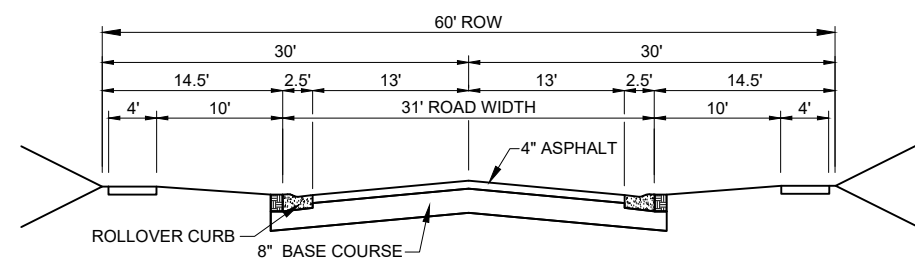 60' ROW
30' 30'
14.5' 2.5' 13' 13' 2.5' 14.5'
4' 10' 31' ROAD WIDTH 10' 4'
4" ASPHALT
ROLLOVER CURB
8" BASE COURSE